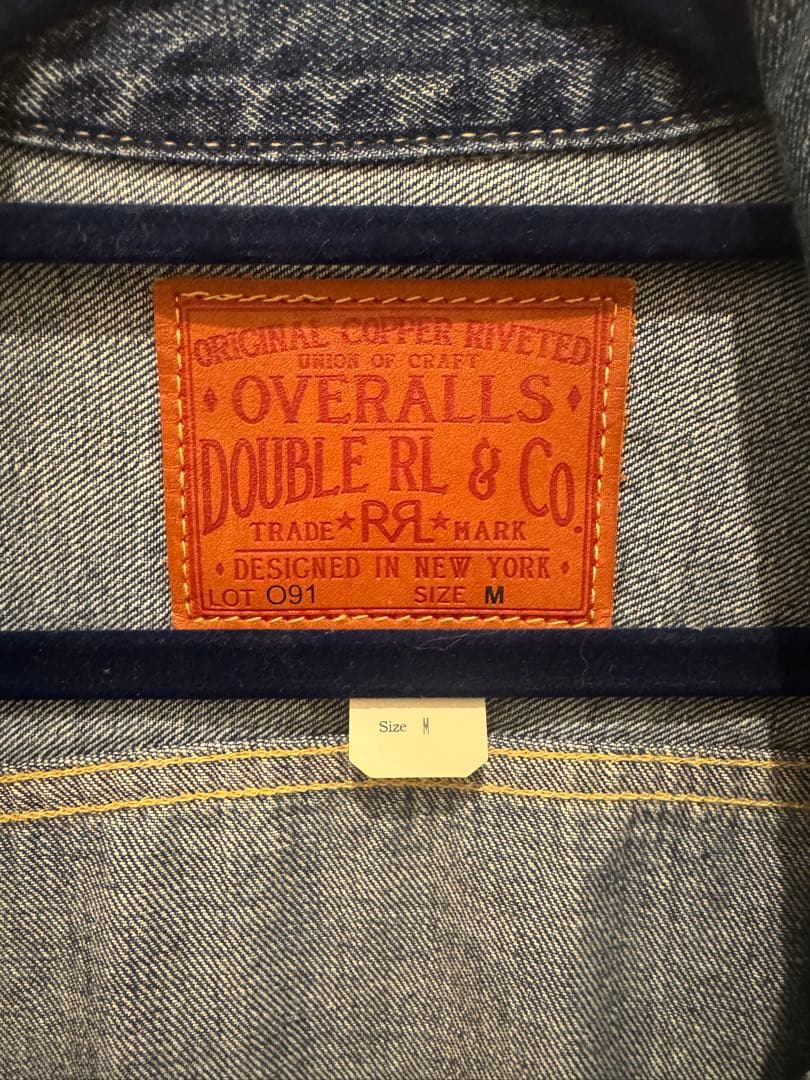 ORIGINAL COPPER RIVETED
UNION OF CRAFT
OVERALLS
DOUBLE RL & Co.
TRADE ★ RRL ★ MARK
DESIGNED IN NEW YORK
LOT 091 SIZE M
Size M